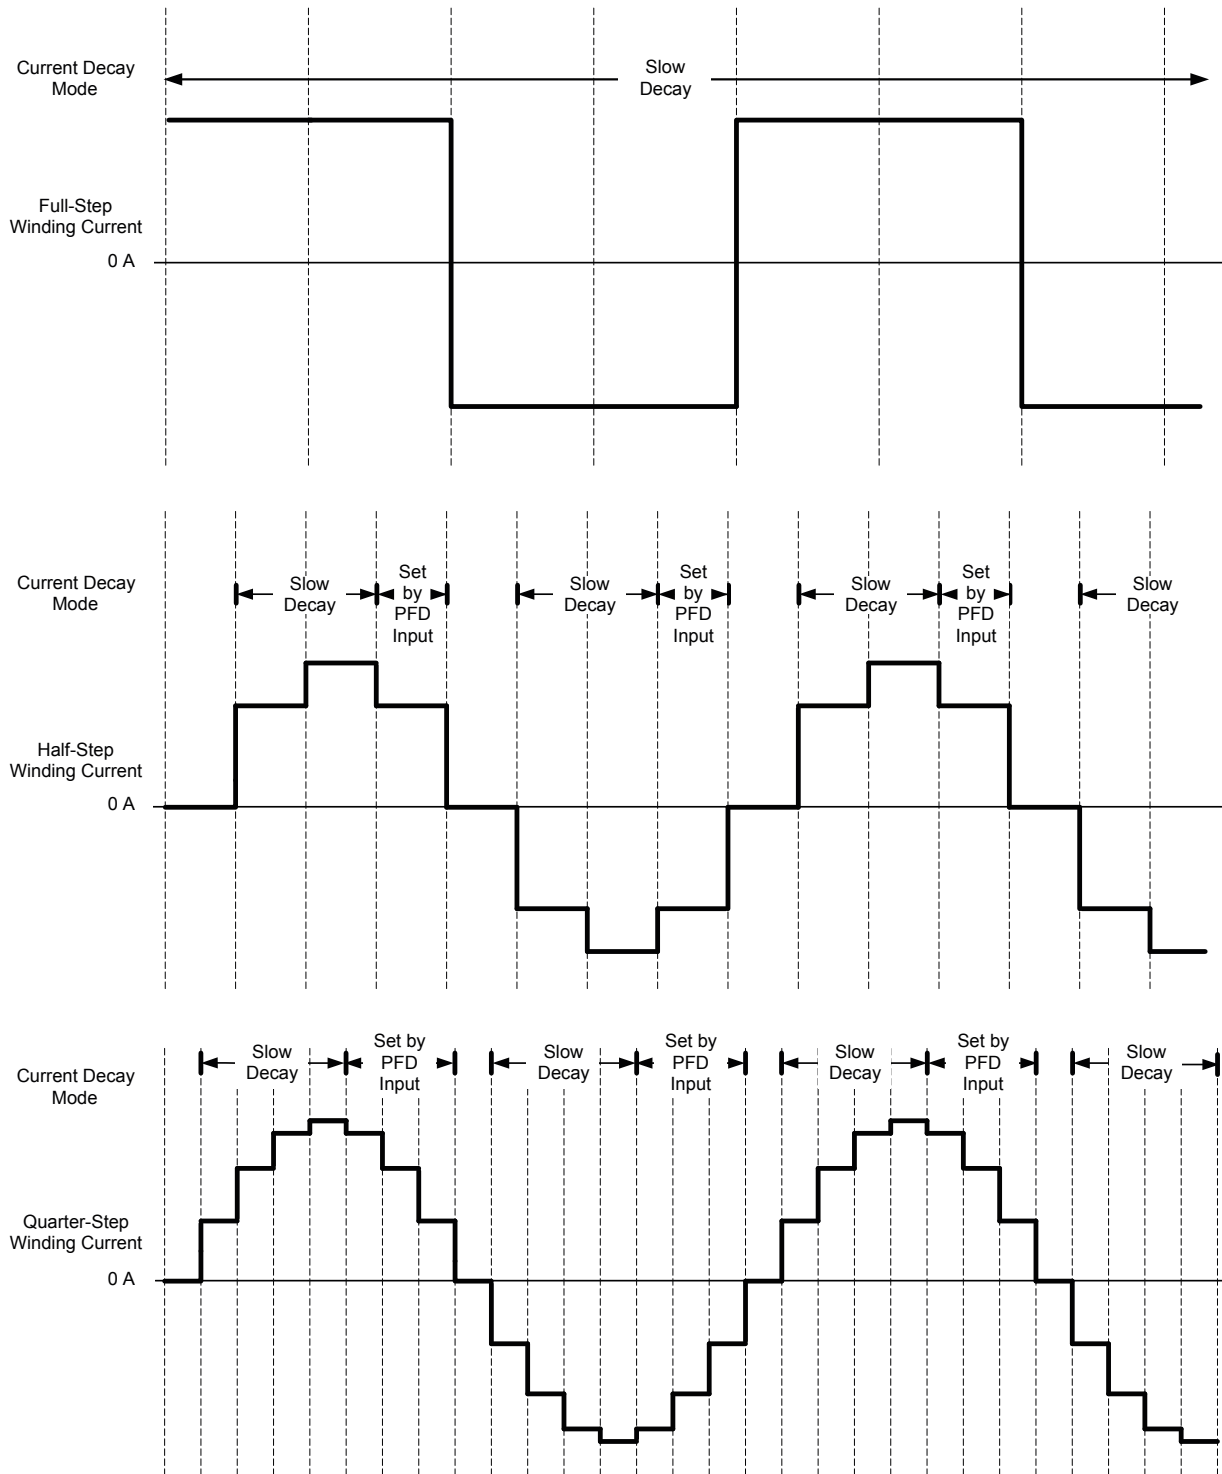 Current Decay
Mode
Slow
Decay
Full-Step
Winding Current
0 A
Current Decay
Mode
Slow
Decay
Set
by
PFD
Input
Slow
Decay
Set
by
PFD
Input
Slow
Decay
Set
by
PFD
Input
Slow
Decay
Half-Step
Winding Current
0 A
Current Decay
Mode
Slow
Decay
Set by
PFD
Input
Slow
Decay
Set by
PFD
Input
Slow
Decay
Set by
PFD
Input
Slow
Decay
Quarter-Step
Winding Current
0 A